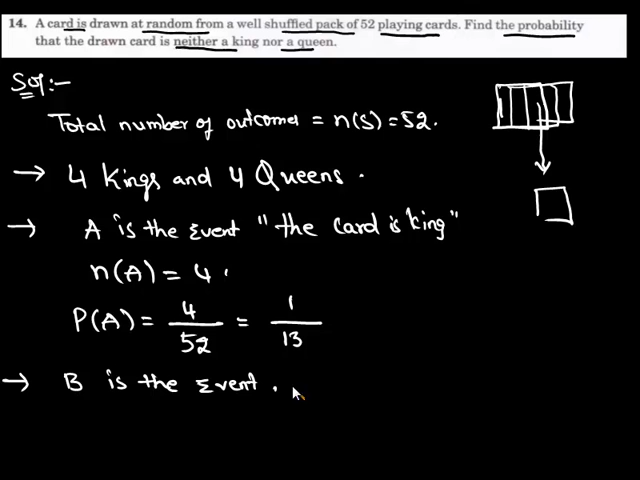 14. A card is drawn at random from a well shuffled pack of 52 playing cards. Find the probability
that the drawn card is neither a king nor a queen.
Sol:-
Total number of outcomes = n(S) = 52.
→ 4 Kings and 4 Queens.
→ A is the Event "the card is king"
n(A) = 4.
P(A) = 4/52 = 1/13
→ B is the Event.